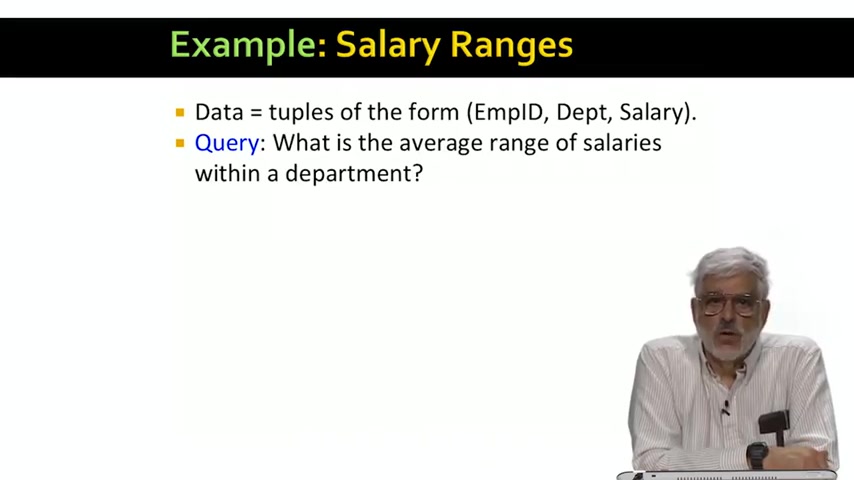 Example: Salary Ranges
Data = tuples of the form (EmpID, Dept, Salary).
Query: What is the average range of salaries
within a department?